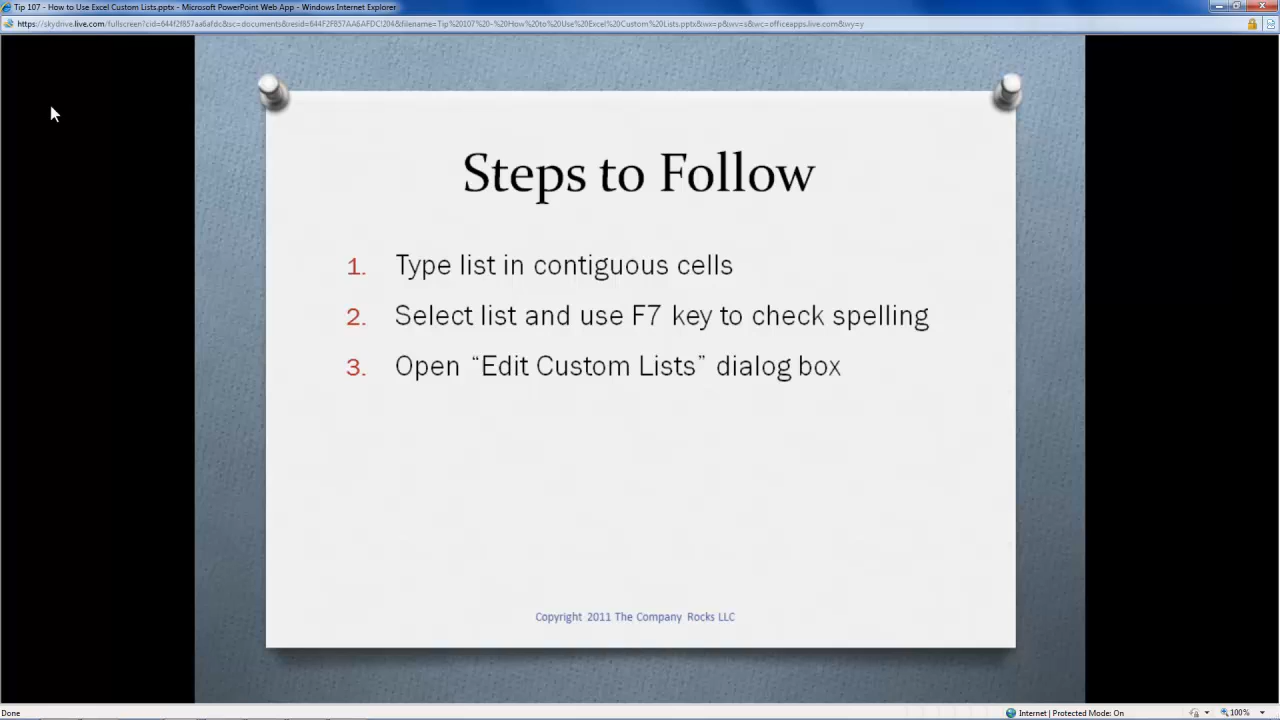 Tip 107 - How to Use Excel Custom Lists.pptx - Microsoft PowerPoint Web App - Windows Internet Explorer
Steps to Follow
1. Type list in contiguous cells
2. Select list and use F7 key to check spelling
3. Open “Edit Custom Lists” dialog box
Copyright 2011 The Company Rocks LLC
Done
Internet | Protected Mode: On
100%